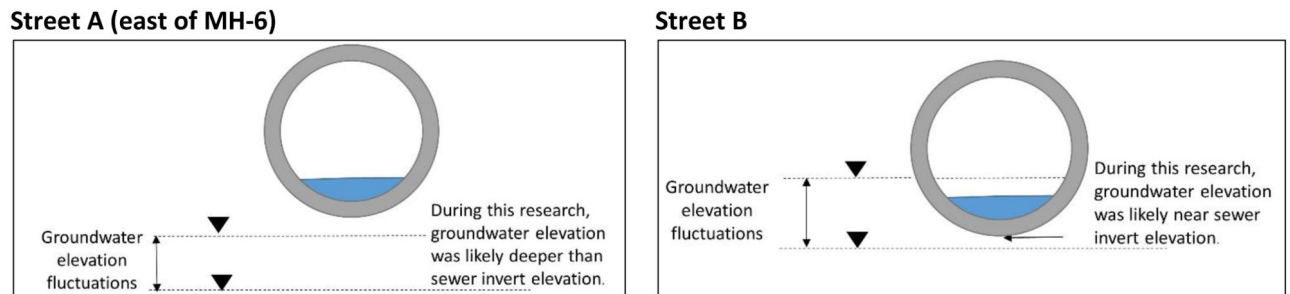 Street A (east of MH-6)
Groundwater
elevation
fluctuations
During this research,
groundwater elevation
was likely deeper than
sewer invert elevation.
Street B
Groundwater
elevation
fluctuations
During this research,
groundwater elevation
was likely near sewer
invert elevation.